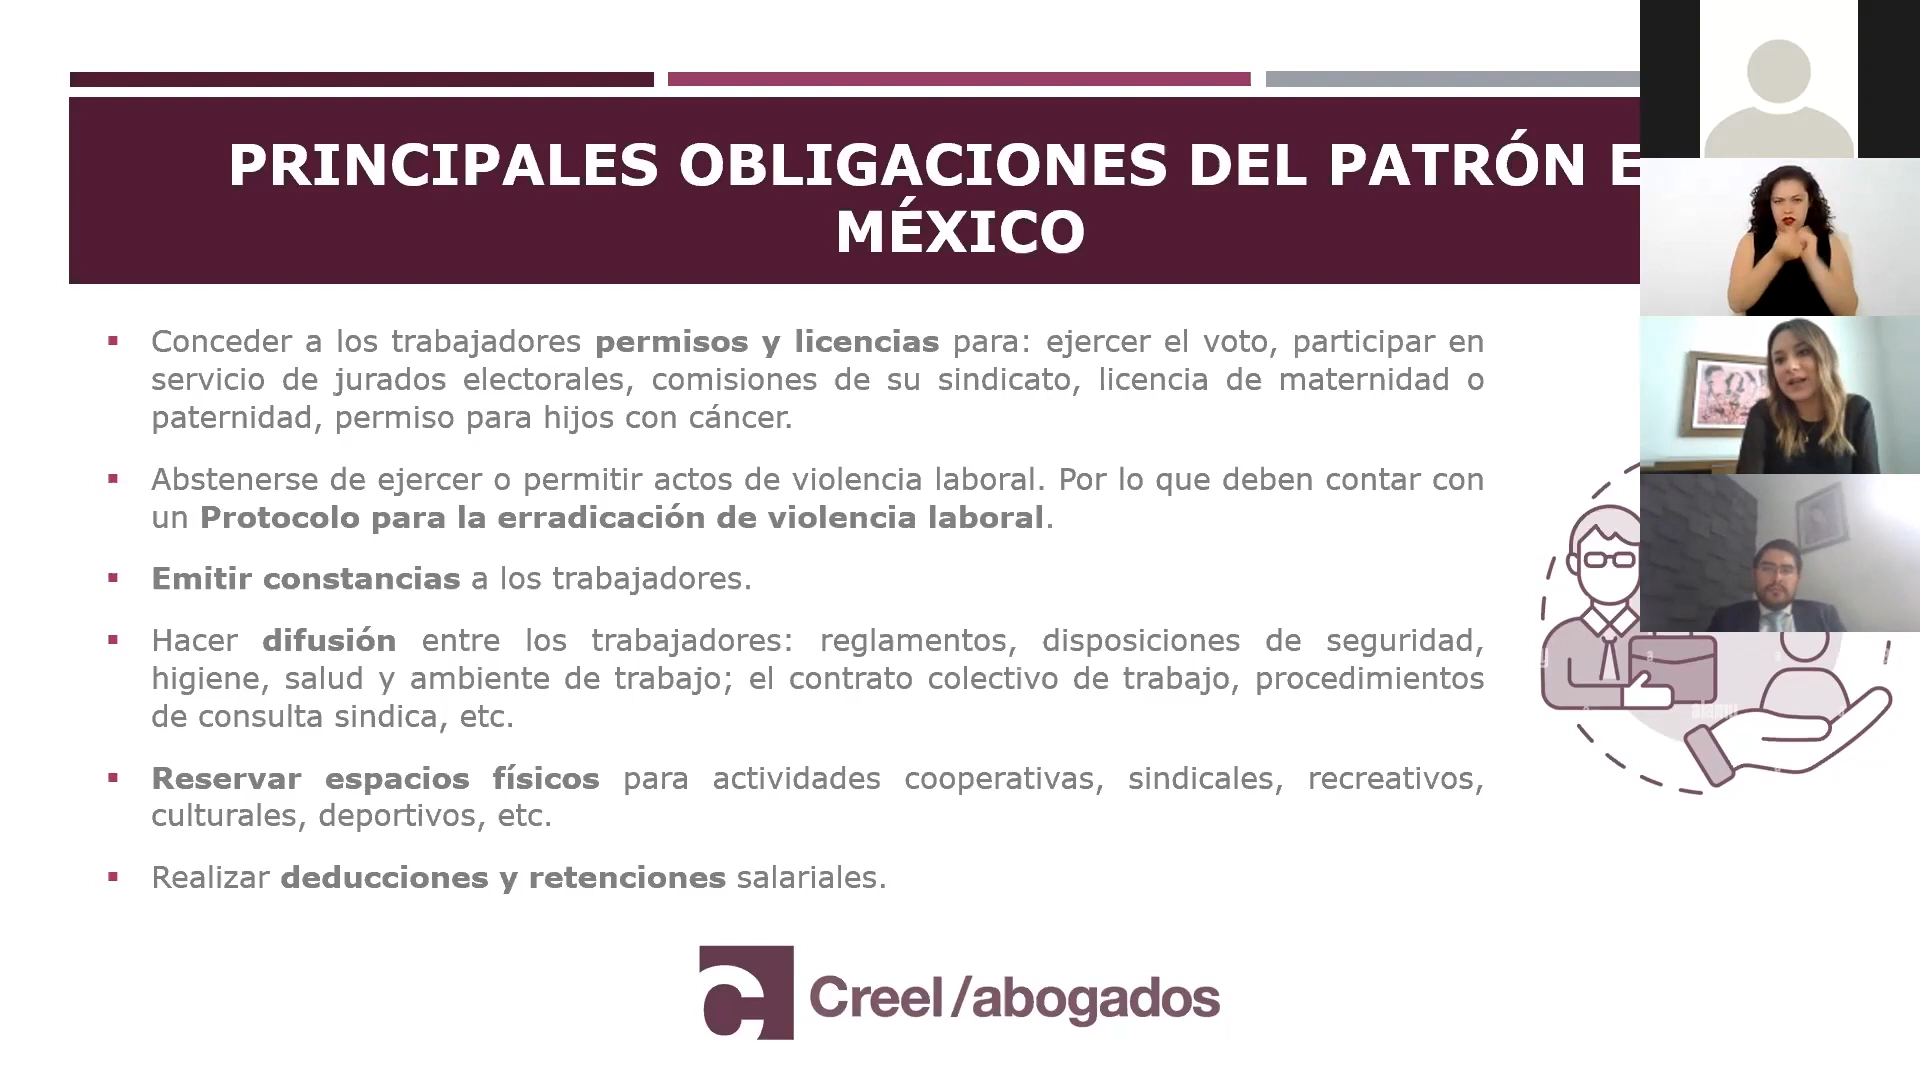 PRINCIPALES OBLIGACIONES DEL PATRÓN E
MÉXICO
▪ Conceder a los trabajadores permisos y licencias para: ejercer el voto, participar en
servicio de jurados electorales, comisiones de su sindicato, licencia de maternidad o
paternidad, permiso para hijos con cáncer.
▪ Abstenerse de ejercer o permitir actos de violencia laboral. Por lo que deben contar con
un Protocolo para la erradicación de violencia laboral.
▪ Emitir constancias a los trabajadores.
▪ Hacer difusión entre los trabajadores: reglamentos, disposiciones de seguridad,
higiene, salud y ambiente de trabajo; el contrato colectivo de trabajo, procedimientos
de consulta sindica, etc.
▪ Reservar espacios físicos para actividades cooperativas, sindicales, recreativos,
culturales, deportivos, etc.
▪ Realizar deducciones y retenciones salariales.
Creel/abogados